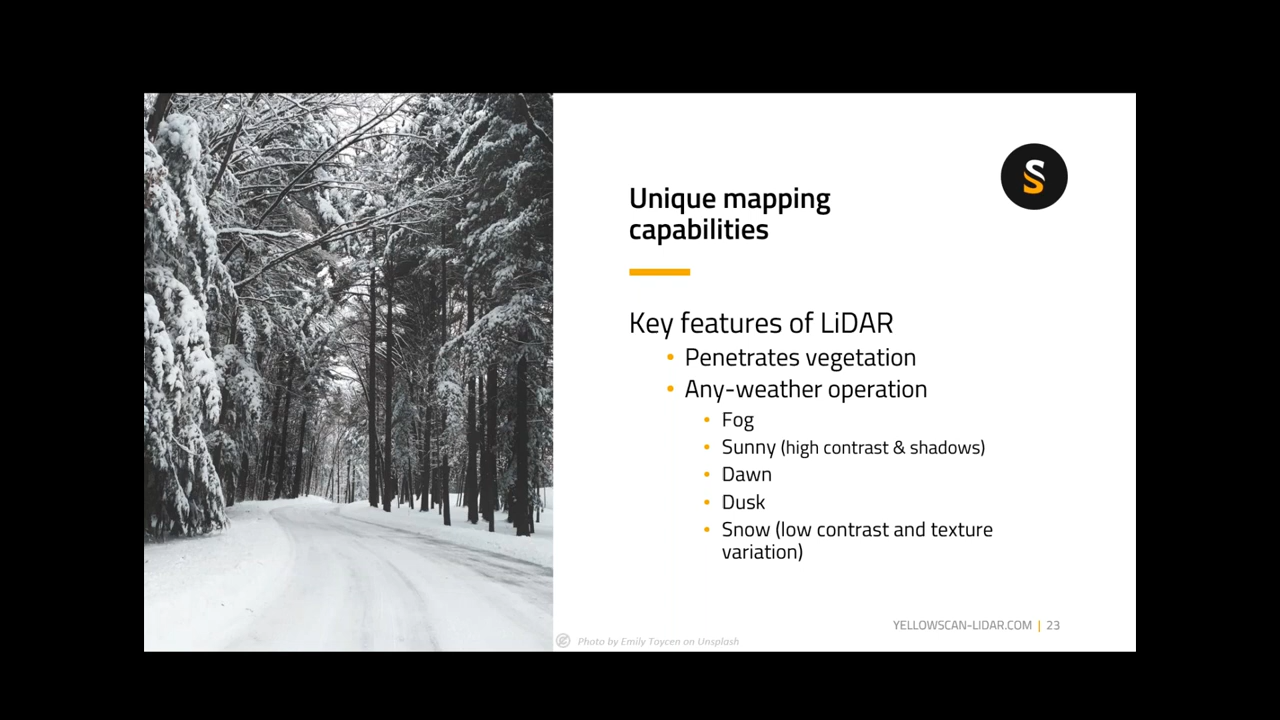 Unique mapping
capabilities
Key features of LiDAR
• Penetrates vegetation
• Any-weather operation
• Fog
• Sunny (high contrast & shadows)
• Dawn
• Dusk
• Snow (low contrast and texture
variation)
YELLOWSCAN-LIDAR.COM | 23
Photo by Emily Toycen on Unsplash